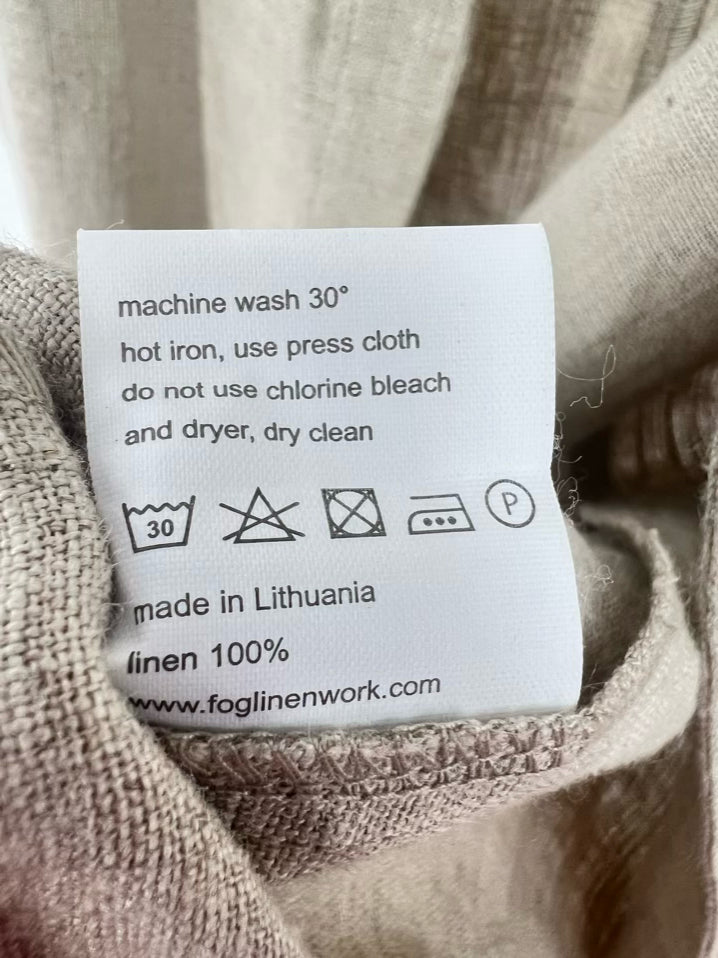 machine wash 30°
hot iron, use press cloth
do not use chlorine bleach
and dryer, dry clean
30 P
made in Lithuania
linen 100%
www.foglinenwork.com